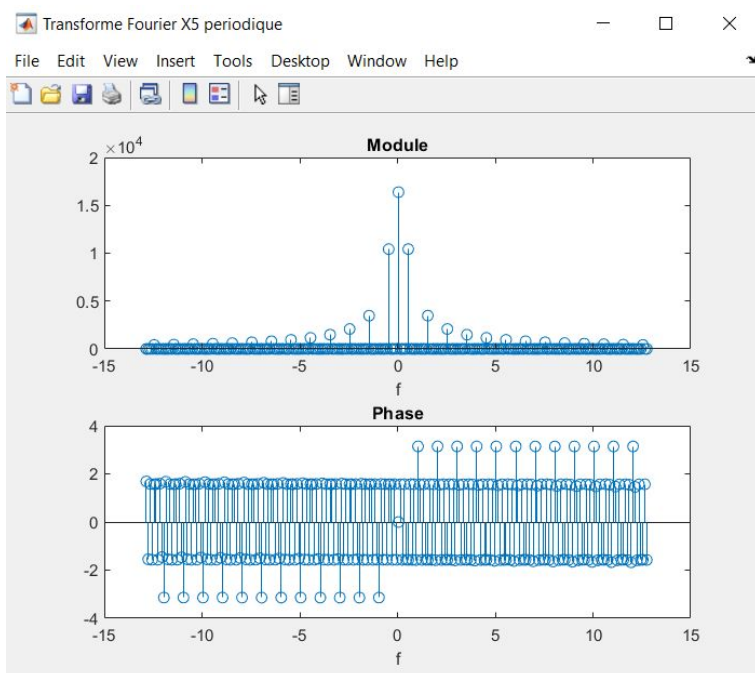 Transforme Fourier X5 periodique
File Edit View Insert Tools Desktop Window Help
Module
×10^4
2
1.5
1
0.5
0
-15 -10 -5 0 5 10 15
f
Phase
4
2
0
-2
-4
-15 -10 -5 0 5 10 15
f